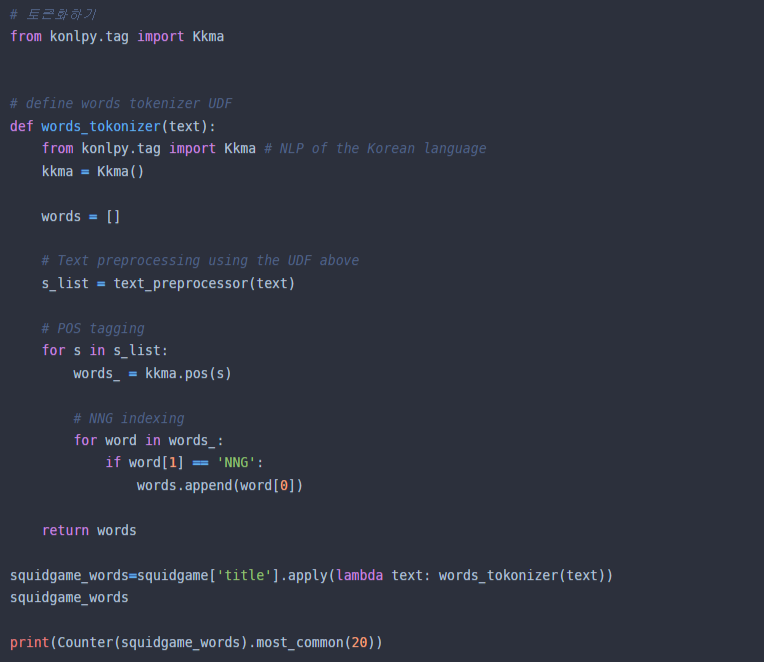 # 토큰화하기
from konlpy.tag import Kkma
# define words tokenizer UDF
def words_tokonizer(text):
from konlpy.tag import Kkma # NLP of the Korean language
kkma = Kkma()
words = []
# Text preprocessing using the UDF above
s_list = text_preprocessor(text)
# POS tagging
for s in s_list:
words_ = kkma.pos(s)
# NNG indexing
for word in words_:
if word[1] == 'NNG':
words.append(word[0])
return words
squidgame_words=squidgame['title'].apply(lambda text: words_tokonizer(text))
squidgame_words
print(Counter(squidgame_words).most_common(20))